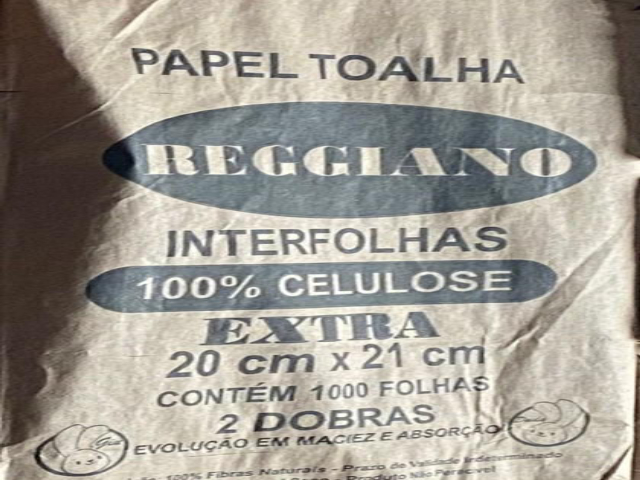 PAPEL TOALHA
REGGIANO
INTERFOLHAS
100% CELULOSE
EXTRA
20 cm x 21 cm
CONTÉM 1000 FOLHAS
2 DOBRAS
EVOLUÇÃO EM MACIEZ E ABSORÇÃO
100% Fibras Naturais - Prazo de Validade Indeterminado
- Produto Não Perecível